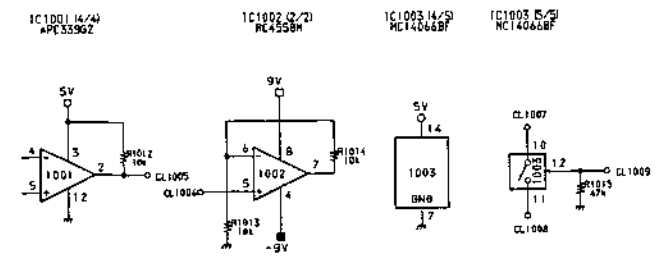 IC1001 (4/4)
μPC339G2
IC1002 (2/2)
RC4558M
IC1003 (4/5)
MC14066BF
IC1003 (5/5)
MC14066BF
5V
3
4
5
1001
2
12
R1012
10k
CL1005
9V
6
5
8
1002
7
4
R1014
10k
CL1006
R1013
10k
-9V
5V
14
1003
GND
7
CL1007
10
1003
12
11
CL1009
R1015
47k
CL1008